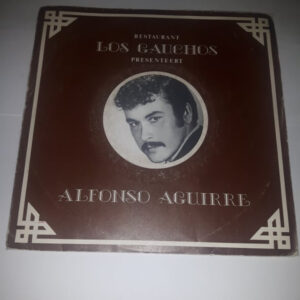 RESTAURANT
LOS GAUCHOS
PRESENTEERT
ALFONSO AGUIRRE